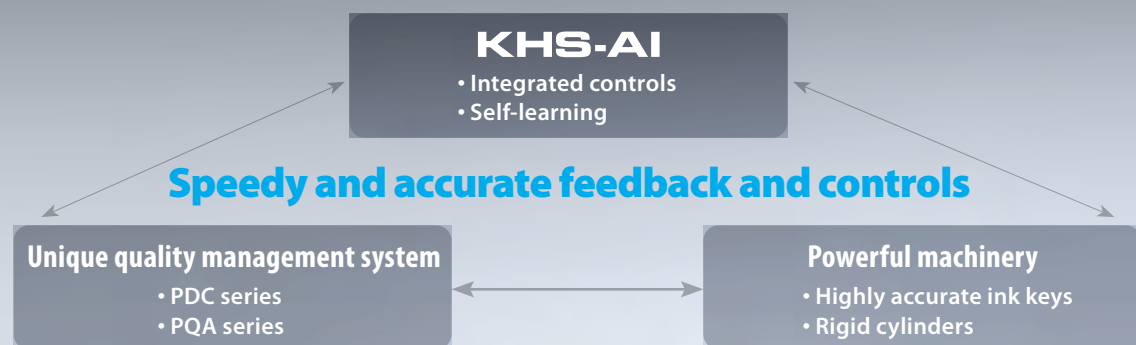 KHS-AI
• Integrated controls
• Self-learning
Speedy and accurate feedback and controls
Unique quality management system
• PDC series
• PQA series
Powerful machinery
• Highly accurate ink keys
• Rigid cylinders